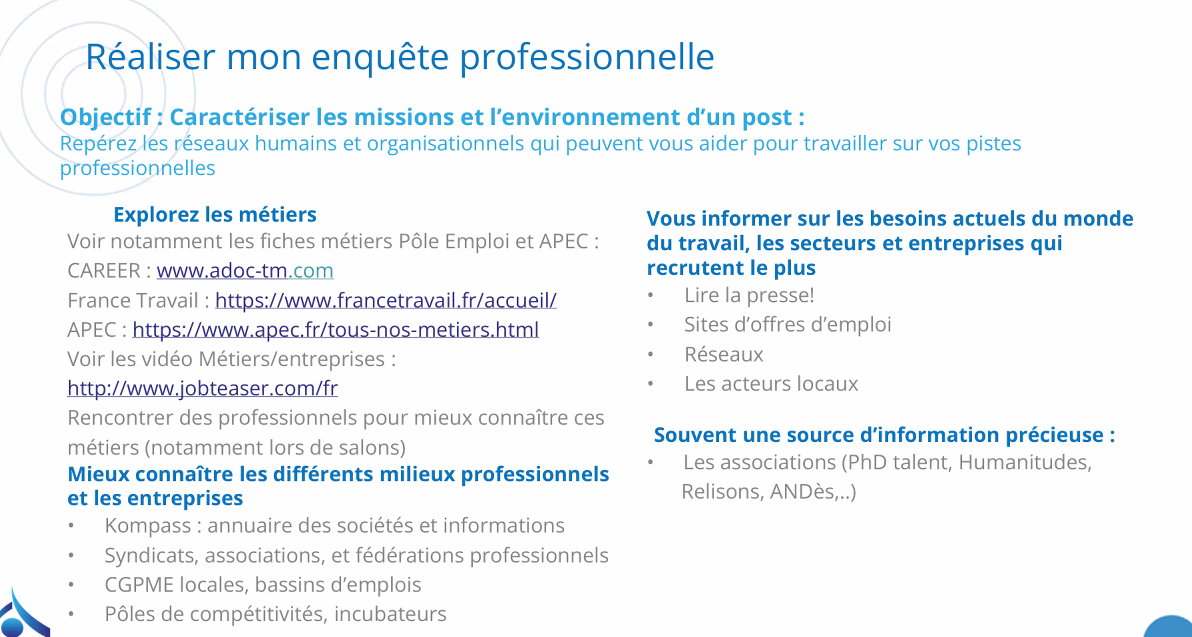 Réaliser mon enquête professionnelle
Objectif : Caractériser les missions et l’environnement d’un post :
Repérez les réseaux humains et organisationnels qui peuvent vous aider pour travailler sur vos pistes
professionnelles
Explorez les métiers
Voir notamment les fiches métiers Pôle Emploi et APEC :
CAREER : www.adoc-tm.com
France Travail : https://www.francetravail.fr/accueil/
APEC : https://www.apec.fr/tous-nos-metiers.html
Voir les vidéo Métiers/entreprises :
http://www.jobteaser.com/fr
Rencontrer des professionnels pour mieux connaître ces
métiers (notamment lors de salons)
Mieux connaître les différents milieux professionnels
et les entreprises
• Kompass : annuaire des sociétés et informations
• Syndicats, associations, et fédérations professionnels
• CGPME locales, bassins d’emplois
• Pôles de compétitivités, incubateurs
Vous informer sur les besoins actuels du monde
du travail, les secteurs et entreprises qui
recrutent le plus
• Lire la presse!
• Sites d’offres d’emploi
• Réseaux
• Les acteurs locaux
Souvent une source d’information précieuse :
• Les associations (PhD talent, Humanitudes,
Relisons, ANDès,..)